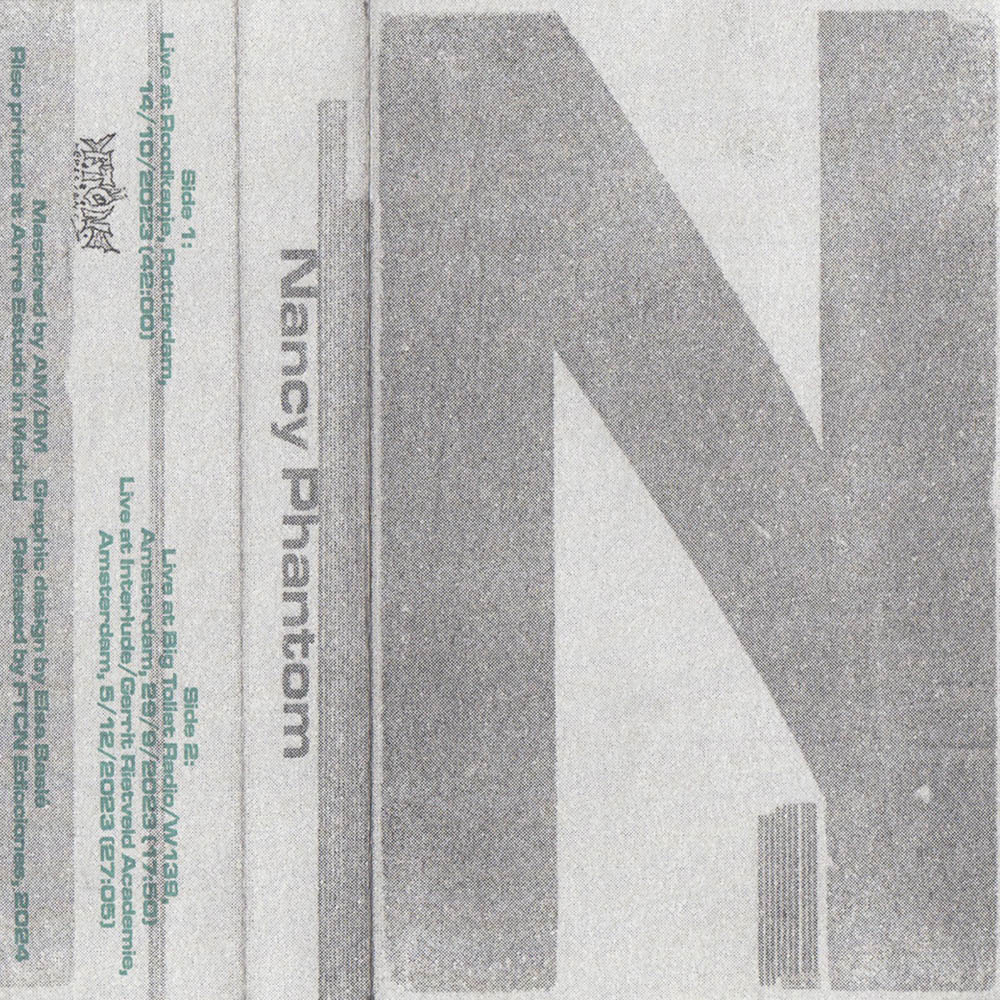 N
Nancy Phantom
Side 1:
Live at Roodkapje, Rotterdam,
14/10/2023 (42:00)
Side 2:
Live at Big Toilet Radio/W139,
Amsterdam, 29/9/2023 (17:50)
Live at Interlude/Gerrit Rietveld Academie,
Amsterdam, 5/12/2023 (27:05)
Mastered by AM/DM Graphic design by Elsa
Riso printed at Arme Estudio in Madrid Released by FTCN Ediciones, 2024